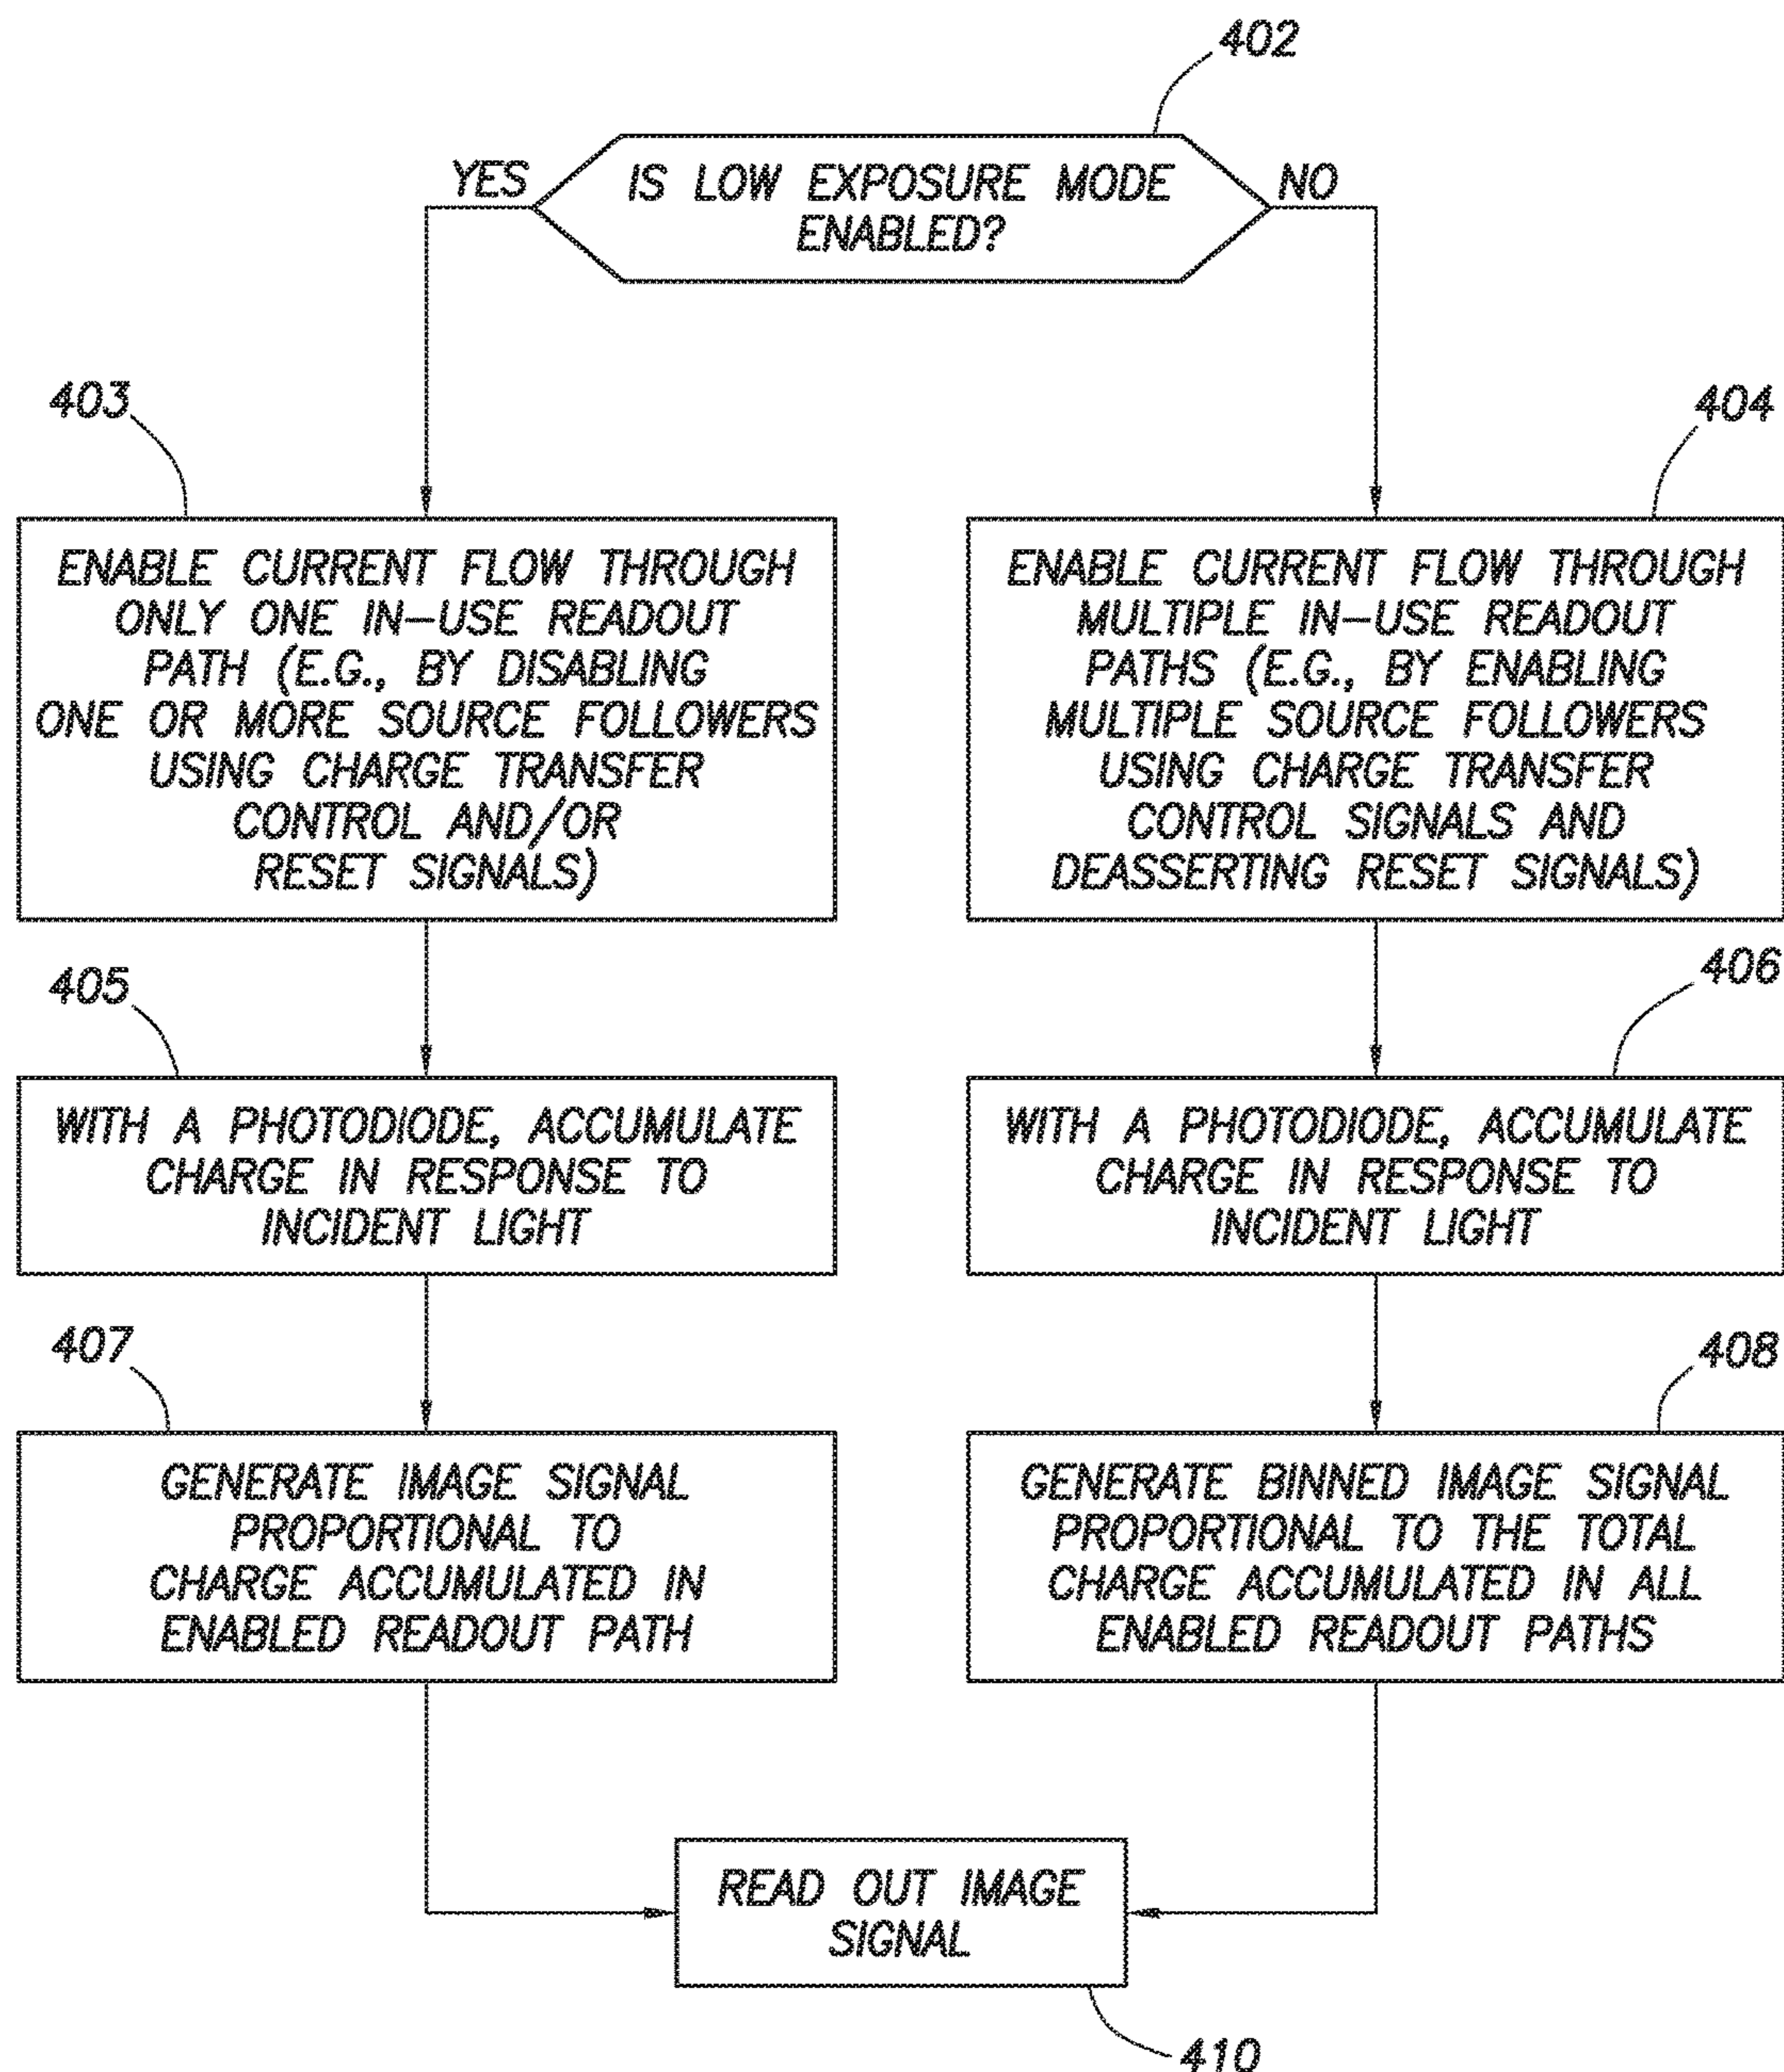 402
YES
IS LOW EXPOSURE MODE
ENABLED?
NO
403
ENABLE CURRENT FLOW THROUGH
ONLY ONE IN-USE READOUT
PATH (E.G., BY DISABLING
ONE OR MORE SOURCE FOLLOWERS
USING CHARGE TRANSFER
CONTROL AND/OR
RESET SIGNALS)
404
ENABLE CURRENT FLOW THROUGH
MULTIPLE IN-USE READOUT
PATHS (E.G., BY ENABLING
MULTIPLE SOURCE FOLLOWERS
USING CHARGE TRANSFER
CONTROL SIGNALS AND
DEASSERTING RESET SIGNALS)
405
WITH A PHOTODIODE, ACCUMULATE
CHARGE IN RESPONSE TO
INCIDENT LIGHT
406
WITH A PHOTODIODE, ACCUMULATE
CHARGE IN RESPONSE TO
INCIDENT LIGHT
407
GENERATE IMAGE SIGNAL
PROPORTIONAL TO
CHARGE ACCUMULATED IN
ENABLED READOUT PATH
408
GENERATE BINNED IMAGE SIGNAL
PROPORTIONAL TO THE TOTAL
CHARGE ACCUMULATED IN ALL
ENABLED READOUT PATHS
READ OUT IMAGE
SIGNAL
410